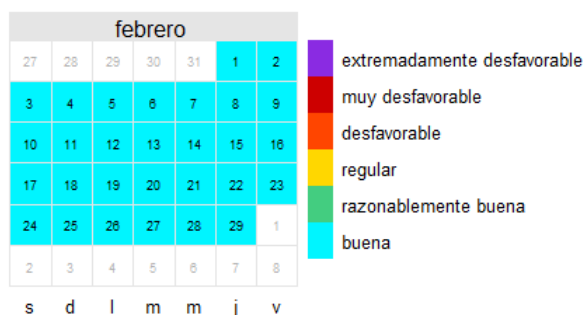 febrero
27 28 29 30 31 1 2
3 4 5 6 7 8 9
10 11 12 13 14 15 16
17 18 19 20 21 22 23
24 25 26 27 28 29 1
2 3 4 5 6 7 8
s d l m m j v
extremadamente desfavorable
muy desfavorable
desfavorable
regular
razonablemente buena
buena